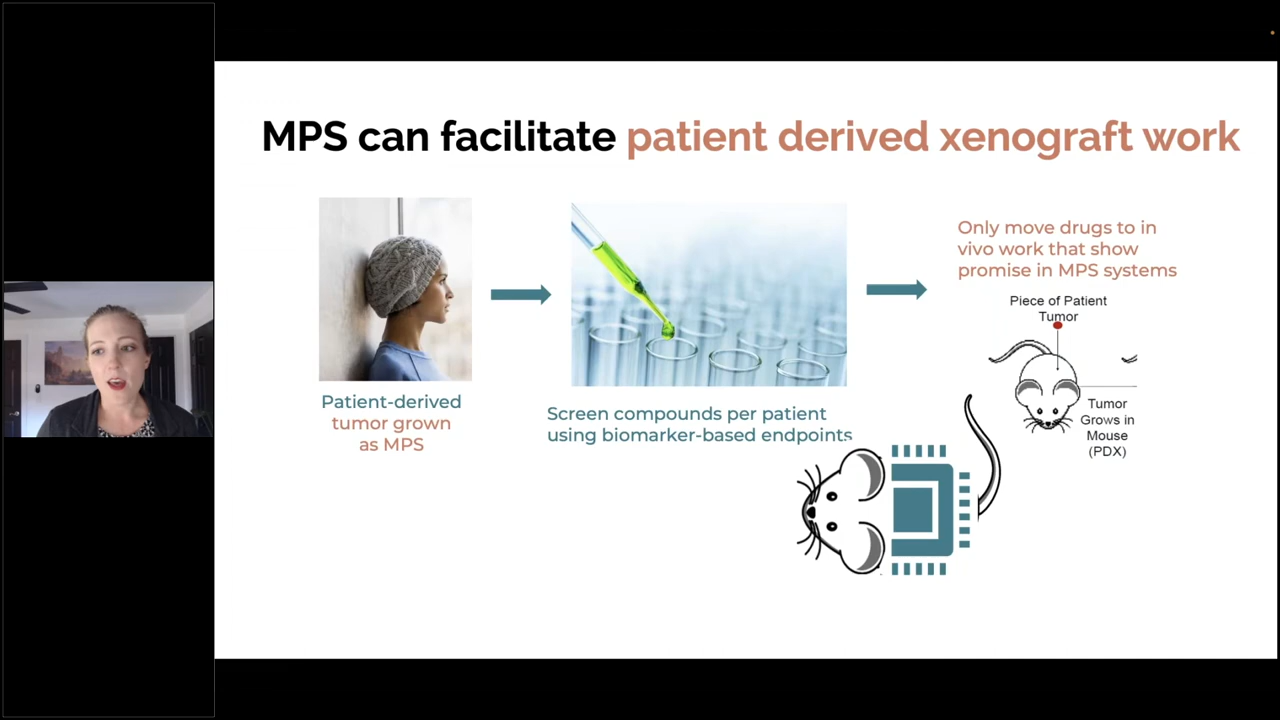 MPS can facilitate patient derived xenograft work
Patient-derived
tumor grown
as MPS
Screen compounds per patient
using biomarker-based endpoints
Only move drugs to in
vivo work that show
promise in MPS systems
Piece of Patient
Tumor
Tumor
Grows in
Mouse
(PDX)